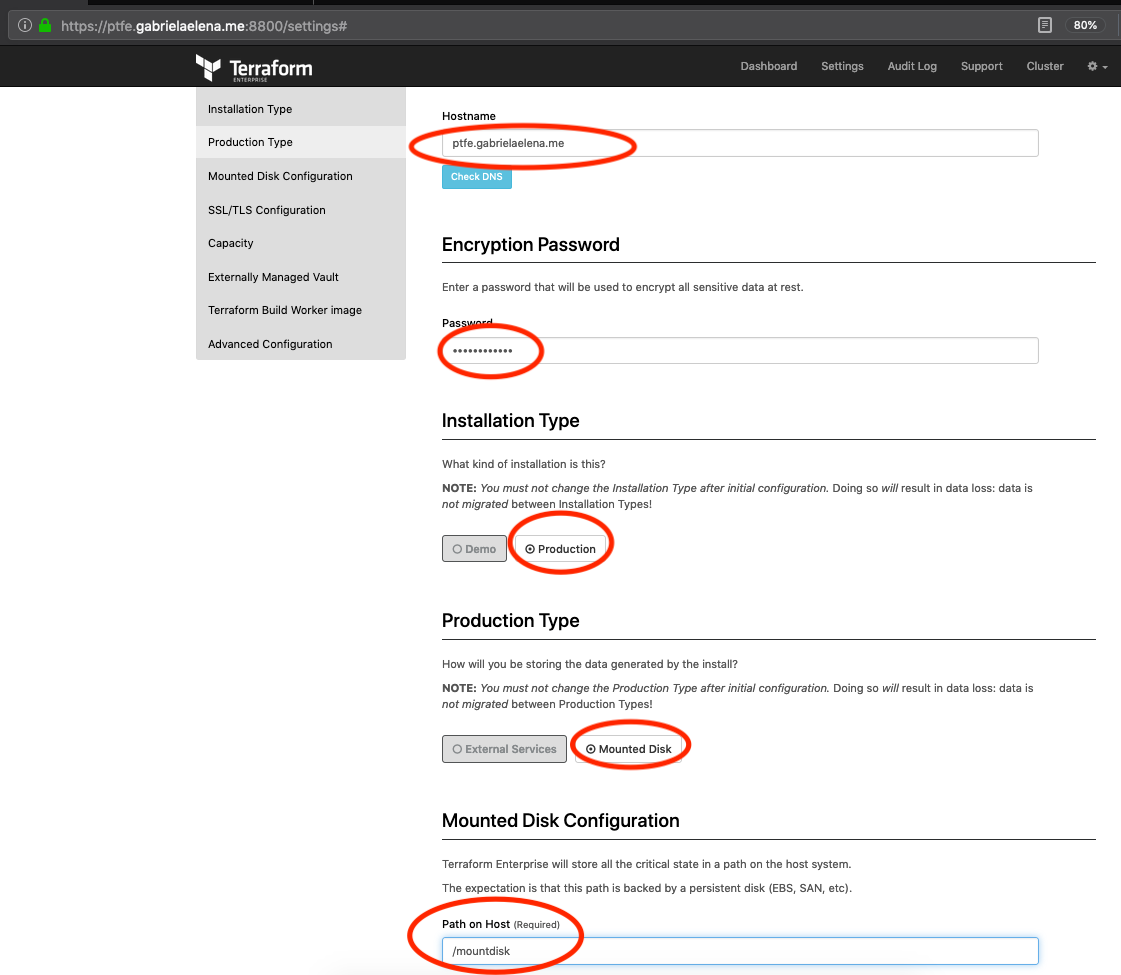 https://ptfe.gabrielaelena.me:8800/settings#
80%
Terraform
ENTERPRISE
Dashboard
Settings
Audit Log
Support
Cluster
Installation Type
Production Type
Mounted Disk Configuration
SSL/TLS Configuration
Capacity
Externally Managed Vault
Terraform Build Worker image
Advanced Configuration
Hostname
ptfe.gabrielaelena.me
Check DNS
Encryption Password
Enter a password that will be used to encrypt all sensitive data at rest.
Password
••••••••••••
Installation Type
What kind of installation is this?
NOTE: You must not change the Installation Type after initial configuration. Doing so will result in data loss: data is
not migrated between Installation Types!
Demo
Production
Production Type
How will you be storing the data generated by the install?
NOTE: You must not change the Production Type after initial configuration. Doing so will result in data loss: data is
not migrated between Production Types!
External Services
Mounted Disk
Mounted Disk Configuration
Terraform Enterprise will store all the critical state in a path on the host system.
The expectation is that this path is backed by a persistent disk (EBS, SAN, etc).
Path on Host (Required)
/mountdisk